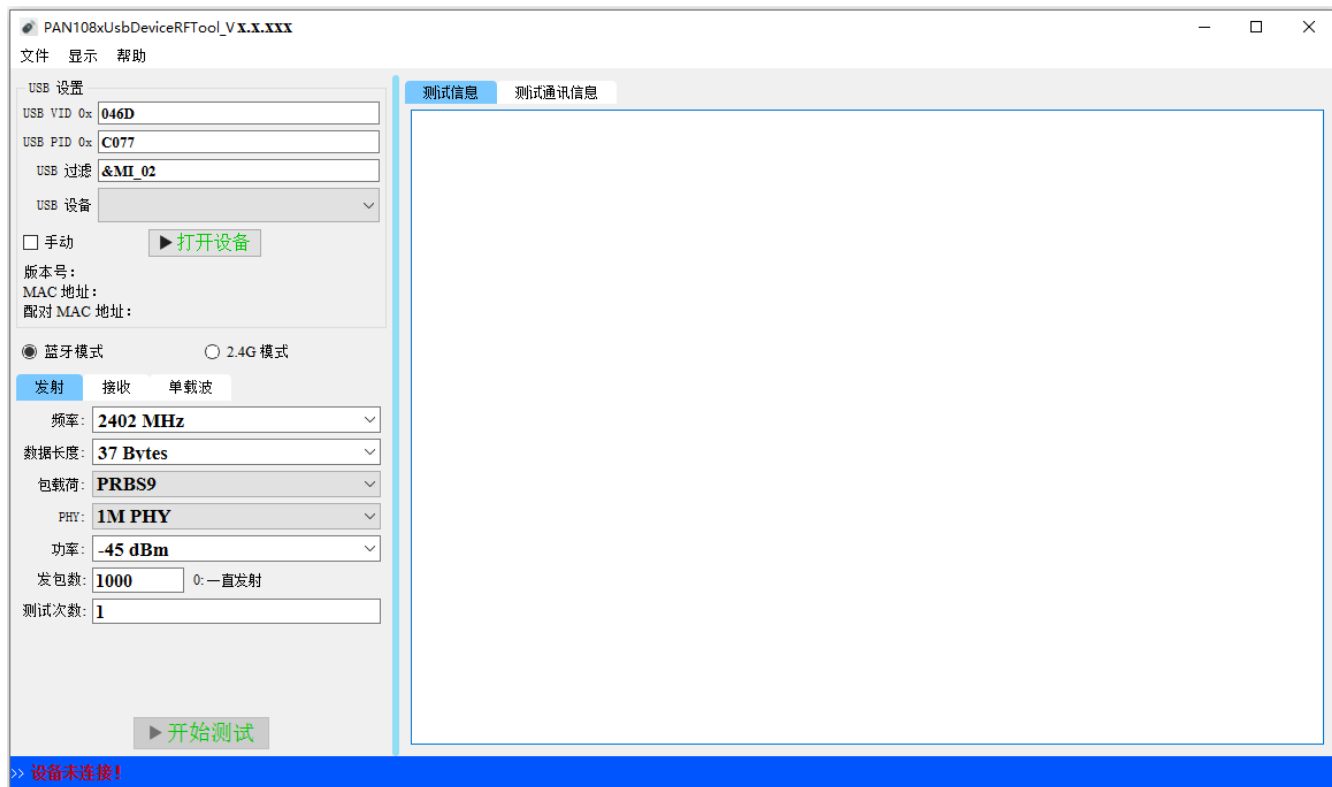 PAN108xUsbDeviceRFTool_V X.X.XXX
文件 显示 帮助
USB 设置
USB VID 0x 046D
USB PID 0x C077
USB 过滤 &MI_02
USB 设备
手动 ▶打开设备
版本号:
MAC 地址:
配对 MAC 地址:
蓝牙模式 2.4G 模式
发射 接收 单载波
频率: 2402 MHz
数据长度: 37 Bytes
包载荷: PRBS9
PHY: 1M PHY
功率: -45 dBm
发包数: 1000 0:一直发射
测试次数: 1
▶开始测试
测试信息 测试通讯信息
>> 设备未连接!